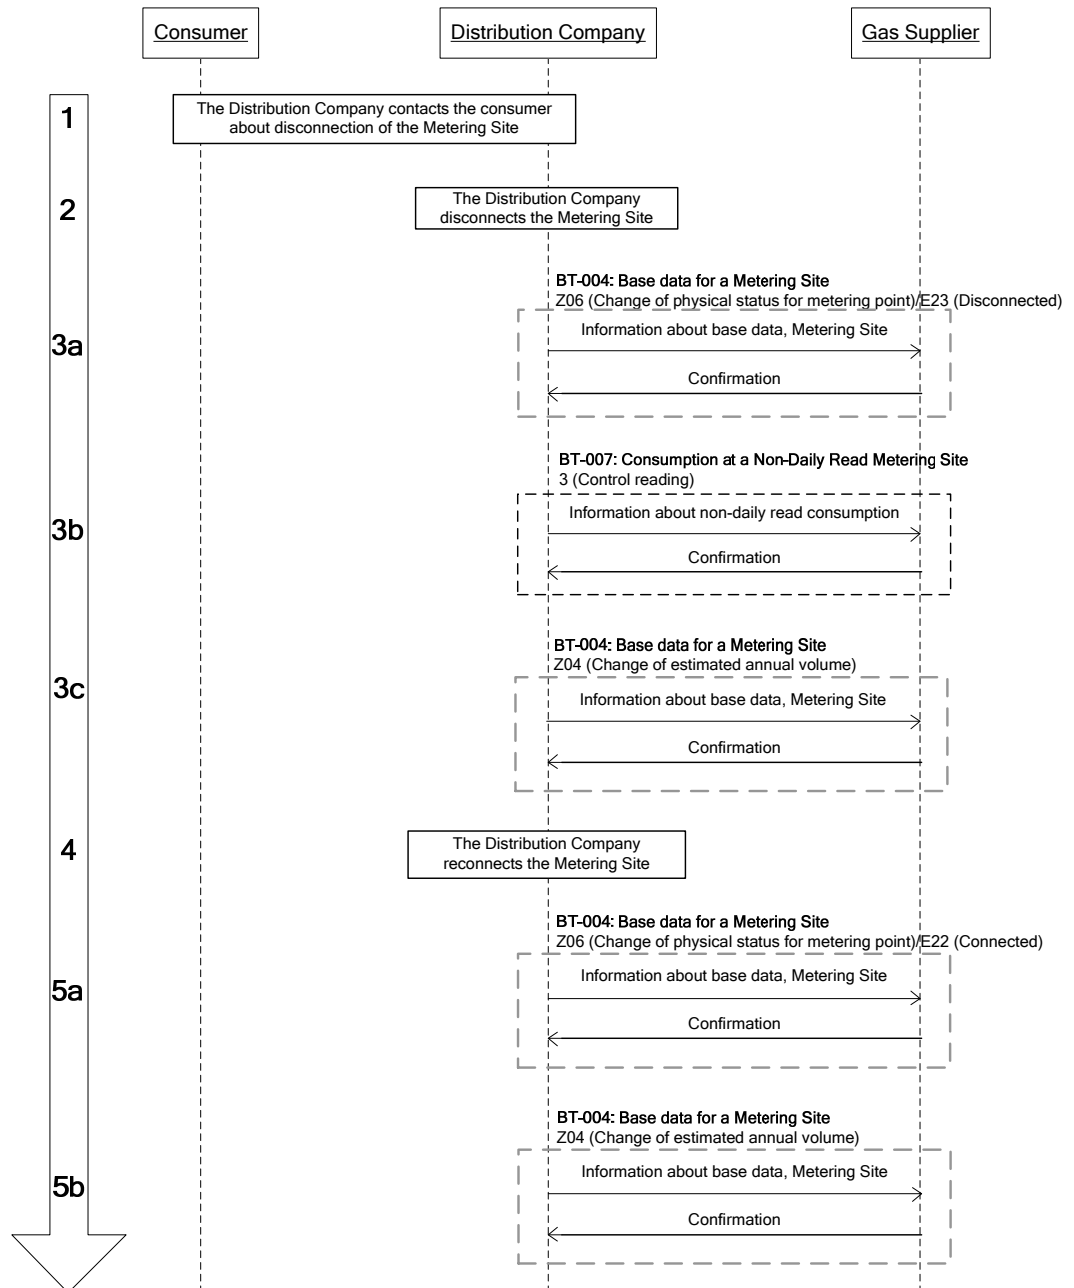 Consumer
Distribution Company
Gas Supplier
1
The Distribution Company contacts the consumer
about disconnection of the Metering Site
2
The Distribution Company
disconnects the Metering Site
BT-004: Base data for a Metering Site
Z06 (Change of physical status for metering point)/E23 (Disconnected)
3a
Information about base data, Metering Site
Confirmation
BT-007: Consumption at a Non-Daily Read Metering Site
3 (Control reading)
3b
Information about non-daily read consumption
Confirmation
BT-004: Base data for a Metering Site
Z04 (Change of estimated annual volume)
3c
Information about base data, Metering Site
Confirmation
4
The Distribution Company
reconnects the Metering Site
BT-004: Base data for a Metering Site
Z06 (Change of physical status for metering point)/E22 (Connected)
5a
Information about base data, Metering Site
Confirmation
BT-004: Base data for a Metering Site
Z04 (Change of estimated annual volume)
5b
Information about base data, Metering Site
Confirmation